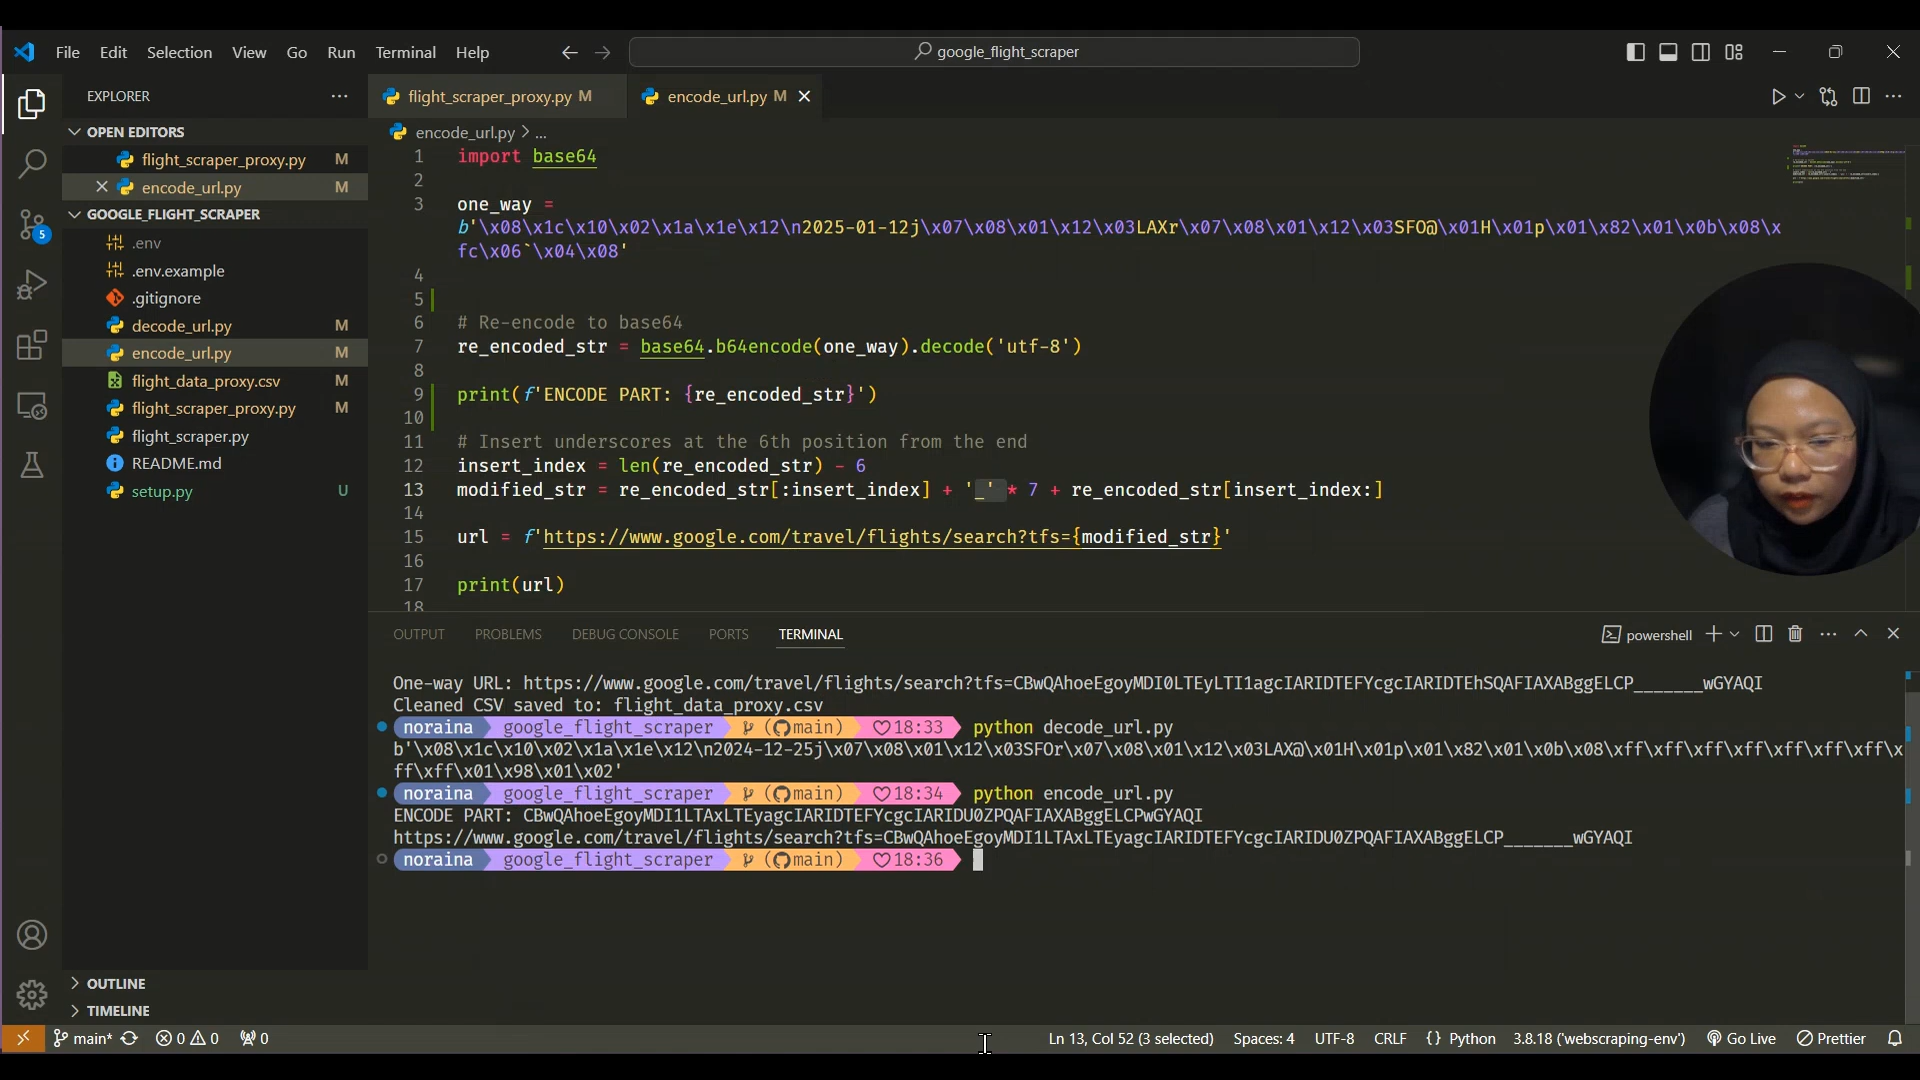 File Edit Selection View Go Run Terminal Help
google_flight_scraper
EXPLORER
OPEN EDITORS
flight_scraper_proxy.py M
encode_url.py M
GOOGLE_FLIGHT_SCRAPER
.env
.env.example
.gitignore
decode_url.py M
encode_url.py M
flight_data_proxy.csv M
flight_scraper_proxy.py M
flight_scraper.py
README.md
setup.py U
OUTLINE
TIMELINE
5
flight_scraper_proxy.py M
encode_url.py M
encode_url.py > ...
1 import base64
2
3 one_way =
b'\x08\x1c\x10\x02\x1a\x1e\x12\n2025-01-12j\x07\x08\x01\x12\x03LAXr\x07\x08\x01\x12\x03SFO@\x01H\x01p\x01\x82\x01\x0b\x08\x
fc\x06`\x04\x08'
4
5
6 # Re-encode to base64
7 re_encoded_str = base64.b64encode(one_way).decode('utf-8')
8
9 print(f'ENCODE PART: {re_encoded_str}')
10
11 # Insert underscores at the 6th position from the end
12 insert_index = len(re_encoded_str) - 6
13 modified_str = re_encoded_str[:insert_index] + '_' * 7 + re_encoded_str[insert_index:]
14
15 url = f'https://www.google.com/travel/flights/search?tfs={modified_str}'
16
17 print(url)
18
OUTPUT PROBLEMS DEBUG CONSOLE PORTS TERMINAL
powershell
One-way URL: https://www.google.com/travel/flights/search?tfs=CBwQAhoeEgoyMDI0LTEyLTI1agcIARIDTEFYcgcIARIDTEhSQAFIAXABggELCP_______wGYAQI
Cleaned CSV saved to: flight_data_proxy.csv
noraina google_flight_scraper (main) 18:33 python decode_url.py
b'\x08\x1c\x10\x02\x1a\x1e\x12\n2024-12-25j\x07\x08\x01\x12\x03SFOr\x07\x08\x01\x12\x03LAX@\x01H\x01p\x01\x82\x01\x0b\x08\xff\xff\xff\xff\xff\xff\x
ff\xff\x01\x98\x01\x02'
noraina google_flight_scraper (main) 18:34 python encode_url.py
ENCODE PART: CBwQAhoeEgoyMDI1LTAxLTEyagcIARIDTEFYcgcIARIDU0ZPQAFIAXABggELCPwGYAQI
https://www.google.com/travel/flights/search?tfs=CBwQAhoeEgoyMDI1LTAxLTEyagcIARIDTEFYcgcIARIDU0ZPQAFIAXABggELCP_______wGYAQI
noraina google_flight_scraper (main) 18:36
main* 0 0 0 Ln 13, Col 52 (3 selected) Spaces: 4 UTF-8 CRLF {} Python 3.8.18 ('webscraping-env') Go Live Prettier